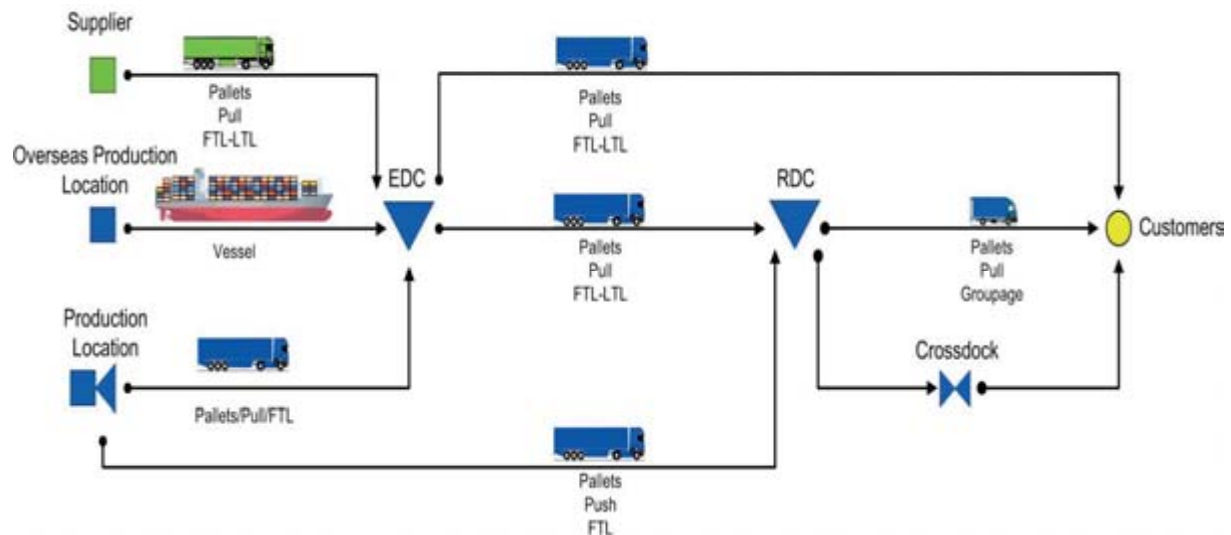 Supplier
Pallets
Pull
FTL-LTL
Pallets
Pull
FTL-LTL
Overseas Production
Location
Vessel
EDC
Pallets
Pull
FTL-LTL
RDC
Pallets
Pull
Groupage
Customers
Production
Location
Pallets/Pull/FTL
Crossdock
Pallets
Push
FTL